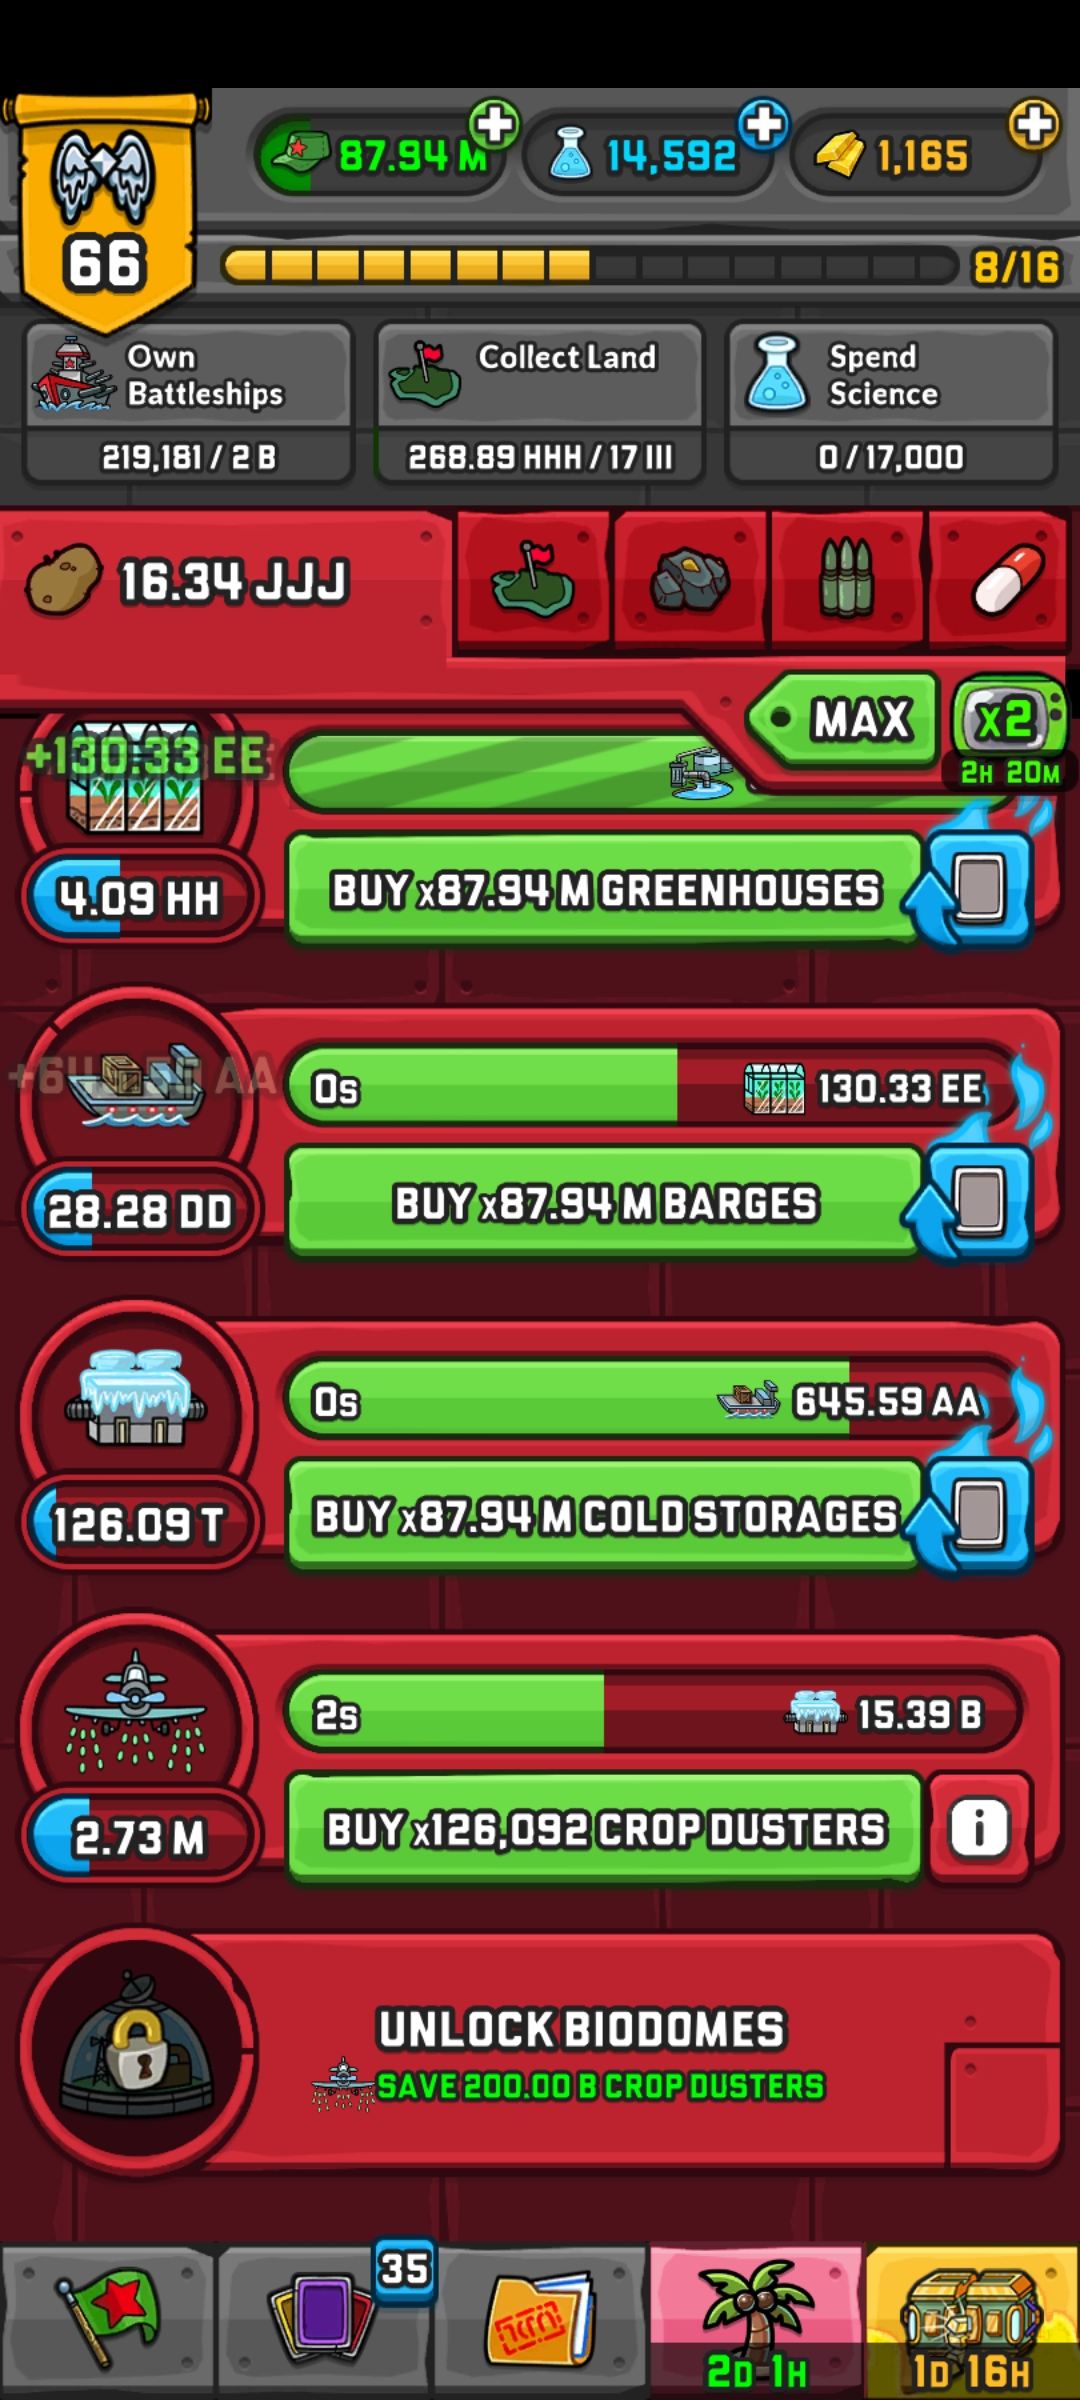 87.94 M
14,592
1,165
66
8/16
Own
Battleships
219,181 / 2 B
Collect Land
268.89 HHH / 17 III
Spend
Science
0 / 17,000
16.34 JJJ
MAX
x2
2H 20M
+130.33 EE
4.09 HH
BUY x87.94 M GREENHOUSES
0s
130.33 EE
28.28 DD
BUY x87.94 M BARGES
0s
645.59 AA
126.09 T
BUY x87.94 M COLD STORAGES
2s
15.39 B
2.73 M
BUY x126,092 CROP DUSTERS
i
UNLOCK BIODOMES
SAVE 200.00 B CROP DUSTERS
35
2D 1H
1D 16H